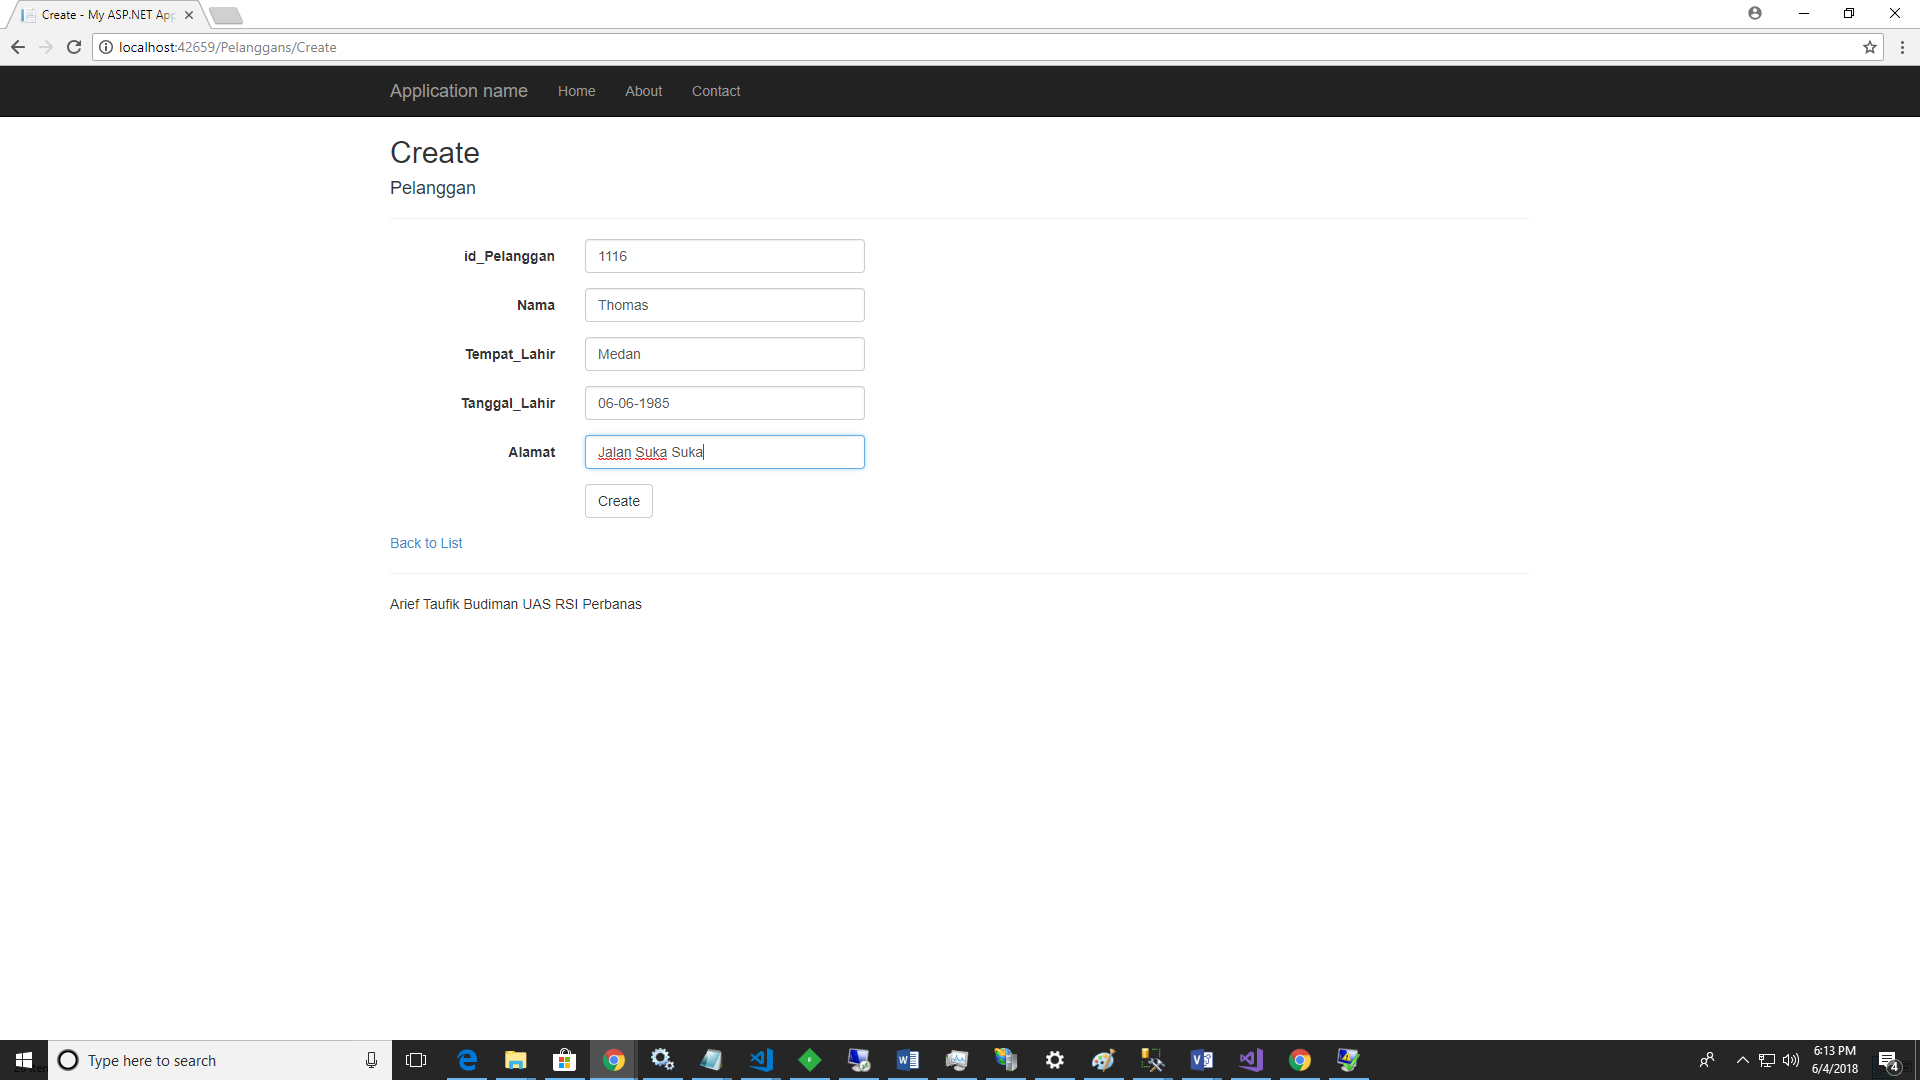 Create - My ASP.NET App
localhost:42659/Pelanggans/Create
Application name Home About Contact
Create
Pelanggan
id_Pelanggan 1116
Nama Thomas
Tempat_Lahir Medan
Tanggal_Lahir 06-06-1985
Alamat Jalan Suka Suka
Create
Back to List
Arief Taufik Budiman UAS RSI Perbanas
Type here to search
6:13 PM
6/4/2018
4